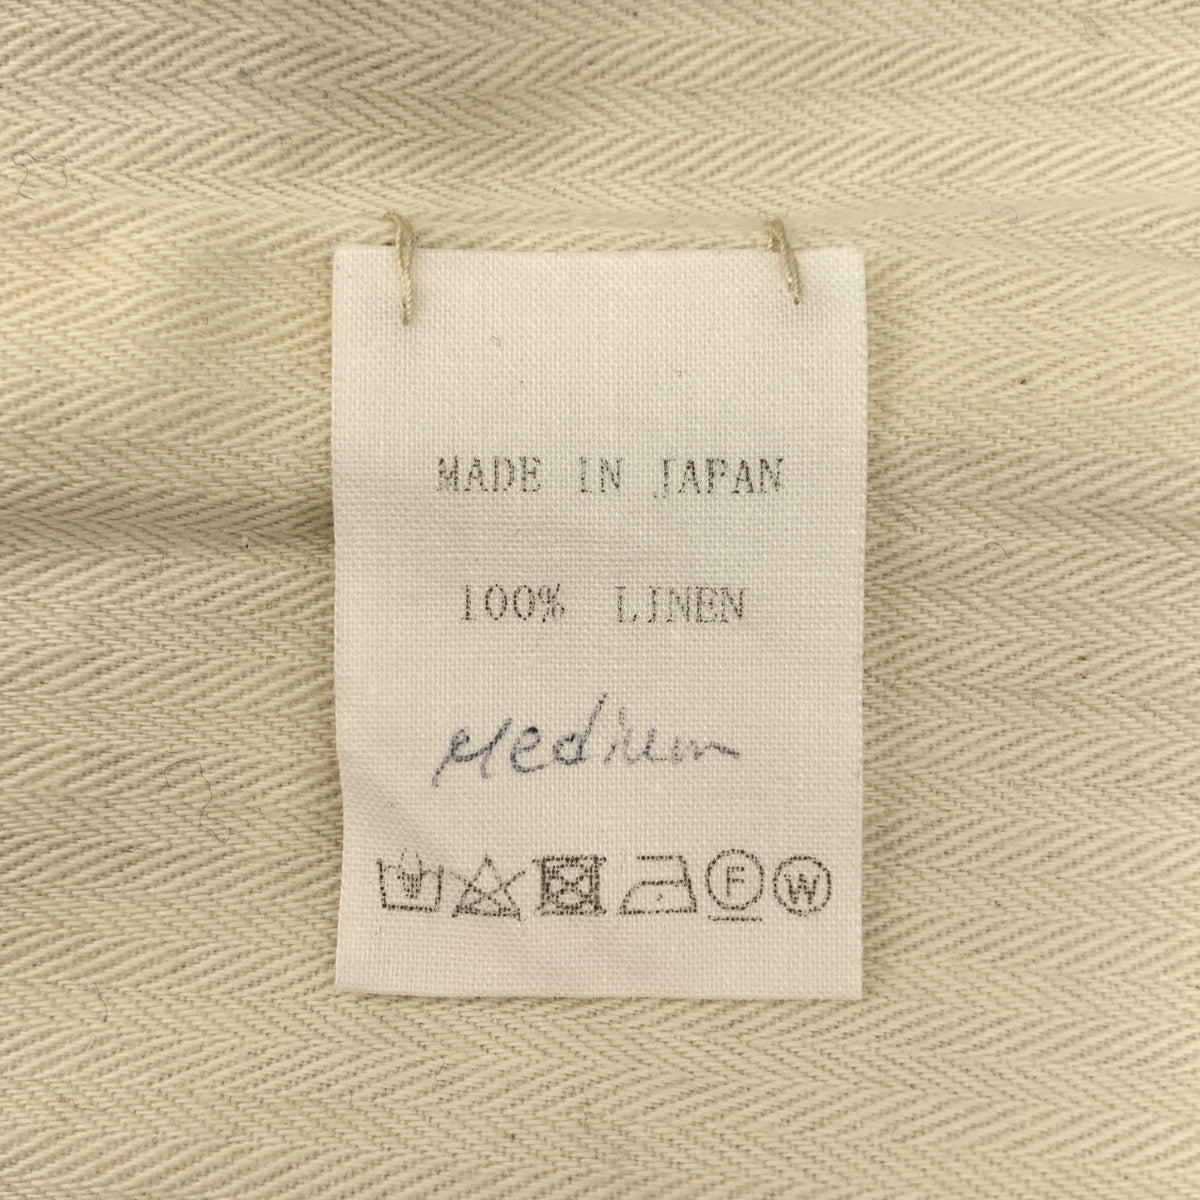 MADE IN JAPAN
100% LINEN
Medium
F W